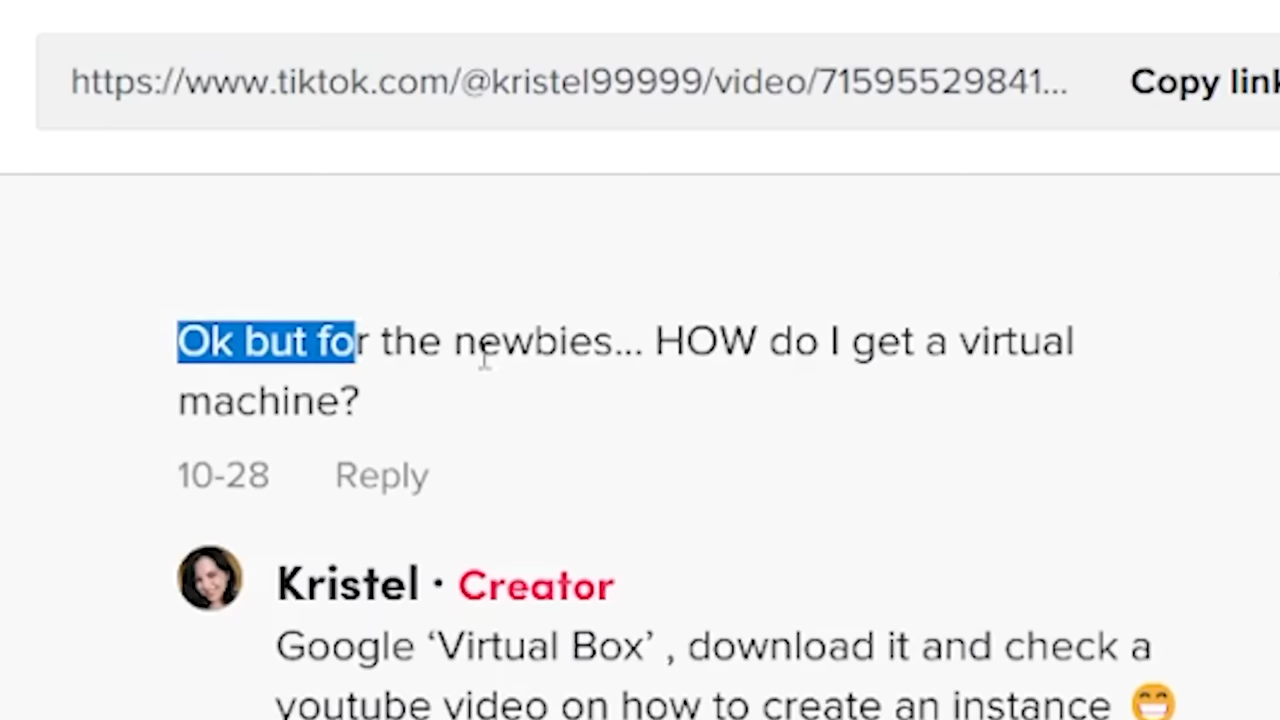 https://www.tiktok.com/@kristel99999/video/71595529841... Copy link
Ok but for the newbies... HOW do I get a virtual
machine?
10-28 Reply
Kristel · Creator
Google ‘Virtual Box’ , download it and check a
youtube video on how to create an instance 😁